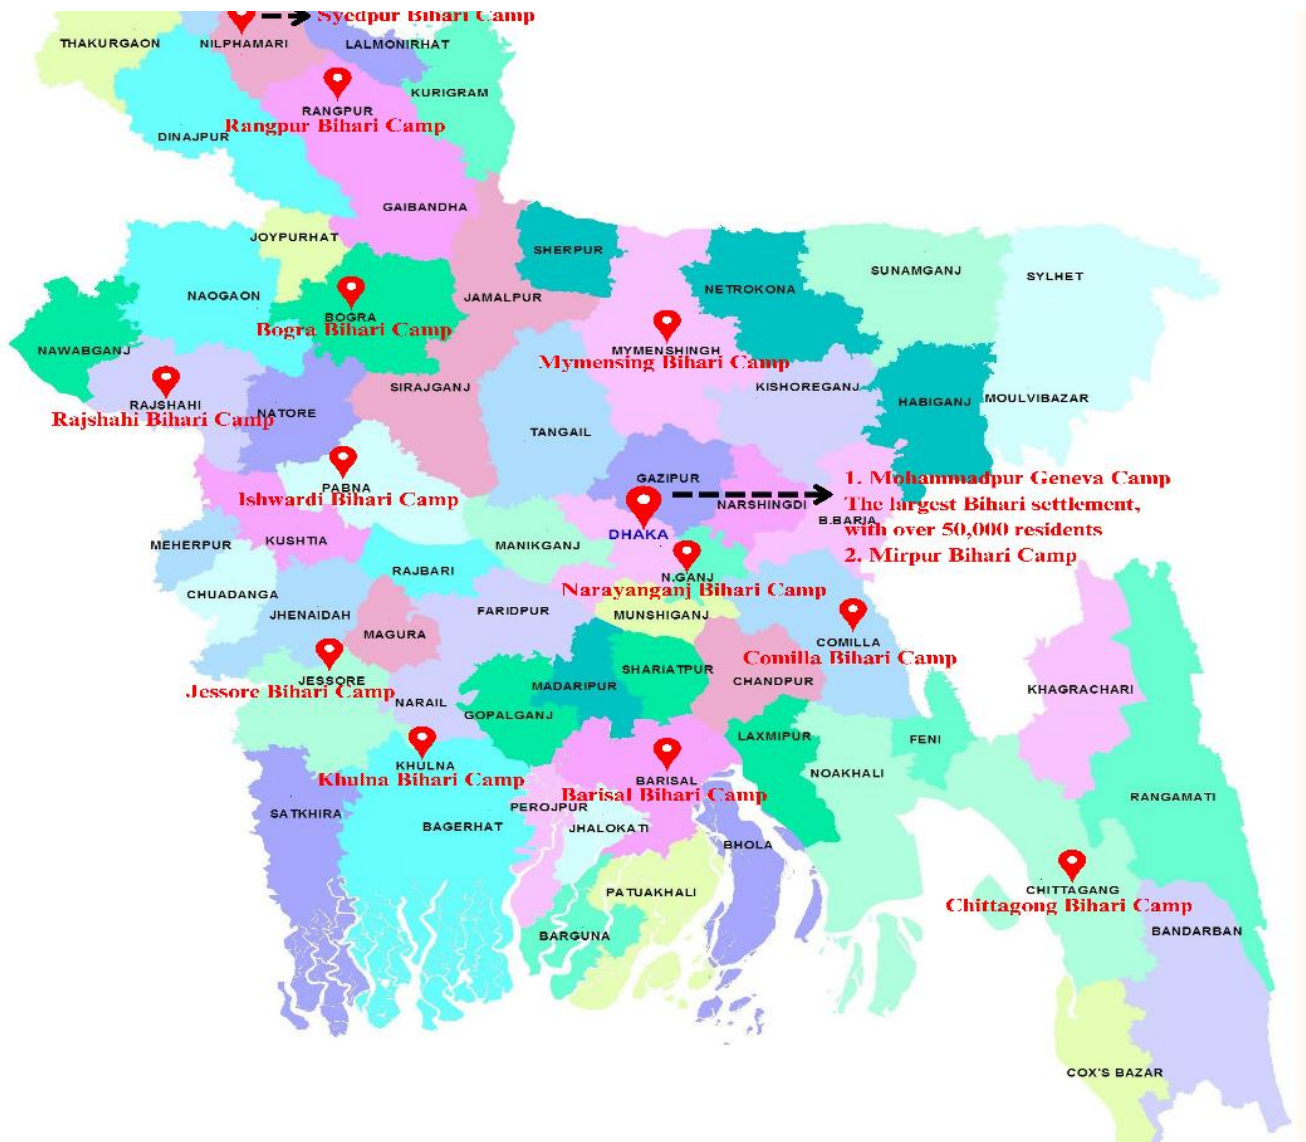 Syedpur Bihari Camp
THAKURGAON
NILPHAMARI
LALMONIRHAT
KURIGRAM
RANGPUR
Rangpur Bihari Camp
DINAJPUR
GAIBANDHA
JOYPURHAT
SHERPUR
SUNAMGANJ
SYLHET
NAOGAON
JAMALPUR
NETROKONA
BOGRA
Bogra Bihari Camp
NAWABGANJ
MYMENSHINGH
Mymensing Bihari Camp
SIRAJGANJ
KISHOREGANJ
RAJSHAHI
Rajshahi Bihari Camp
NATORE
HABIGANJ
MOULVIBAZAR
TANGAIL
GAZIPUR
PABNA
Ishwardi Bihari Camp
1. Mohammadpur Geneva Camp
The largest Bihari settlement,
with over 50,000 residents
2. Mirpur Bihari Camp
NARSHINGDI
B.BARIA
DHAKA
MEHERPUR
KUSHTIA
MANIKGANJ
RAJBARI
N.GANJ
Narayanganj Bihari Camp
CHUADANGA
JHENAIDAH
FARIDPUR
MUNSHIGANJ
MAGURA
COMILLA
Comilla Bihari Camp
JESSORE
Jessore Bihari Camp
SHARIATPUR
CHANDPUR
MADARIPUR
KHAGRACHARI
NARAIL
GOPALGANJ
LAXMIPUR
FENI
KHULNA
Khulna Bihari Camp
BARISAL
Barisal Bihari Camp
NOAKHALI
RANGAMATI
SATKHIRA
PEROJPUR
BAGERHAT
JHALOKATI
BHOLA
PATUAKHALI
CHITTAGANG
Chittagong Bihari Camp
BARGUNA
BANDARBAN
COX'S BAZAR